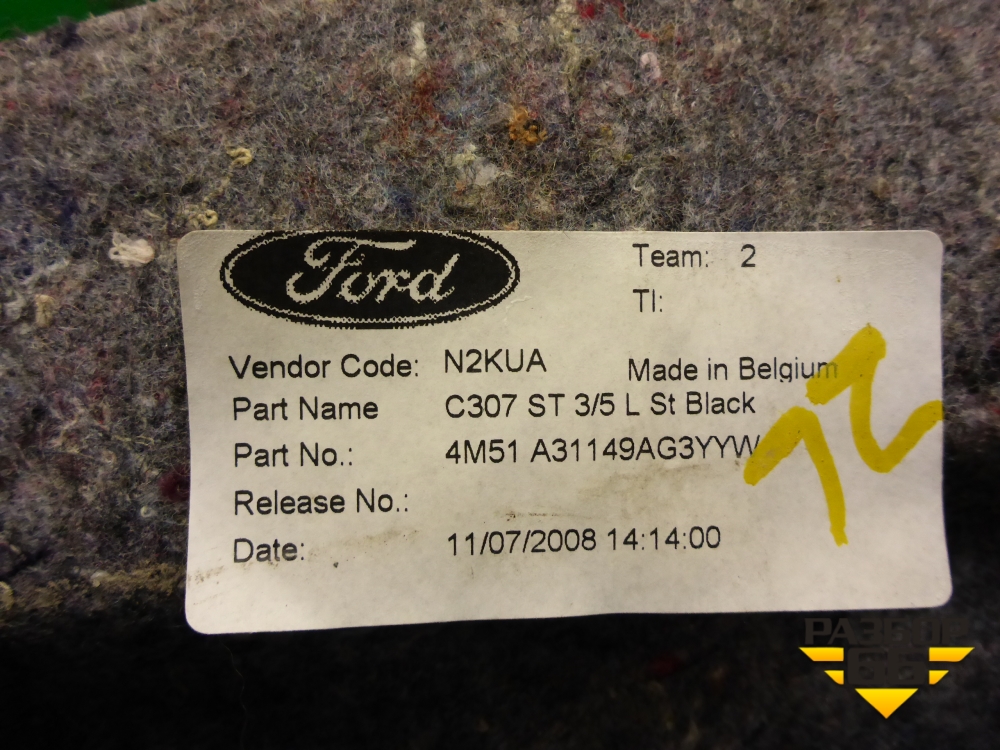 Ford
Team: 2
TI:
Vendor Code: N2KUA
Made in Belgium
Part Name C307 ST 3/5 L St Black
Part No.: 4M51 A31149AG3YYW
Release No.:
Date: 11/07/2008 14:14:00
РАЗБОР